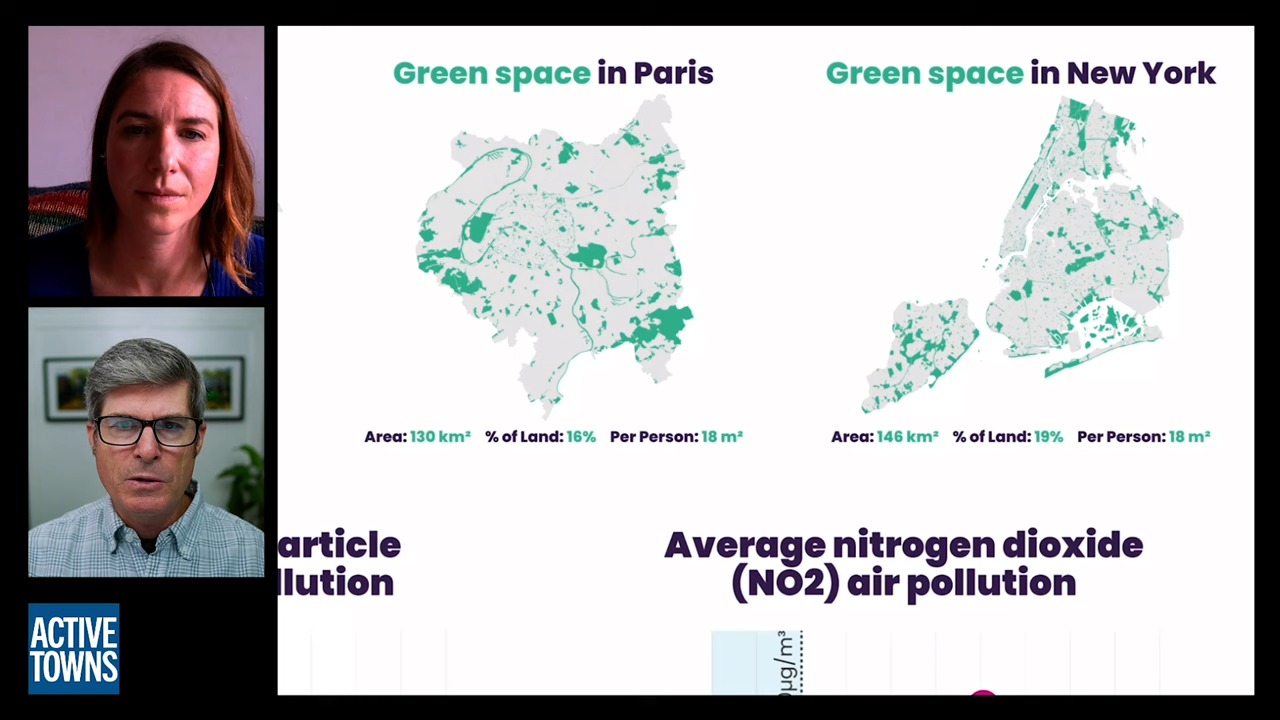 Green space in Paris
Green space in New York
Area: 130 km² % of Land: 16% Per Person: 18 m²
Area: 146 km² % of Land: 19% Per Person: 18 m²
article
llution
Average nitrogen dioxide
(NO2) air pollution
0µg/m³
ACTIVE
TOWNS